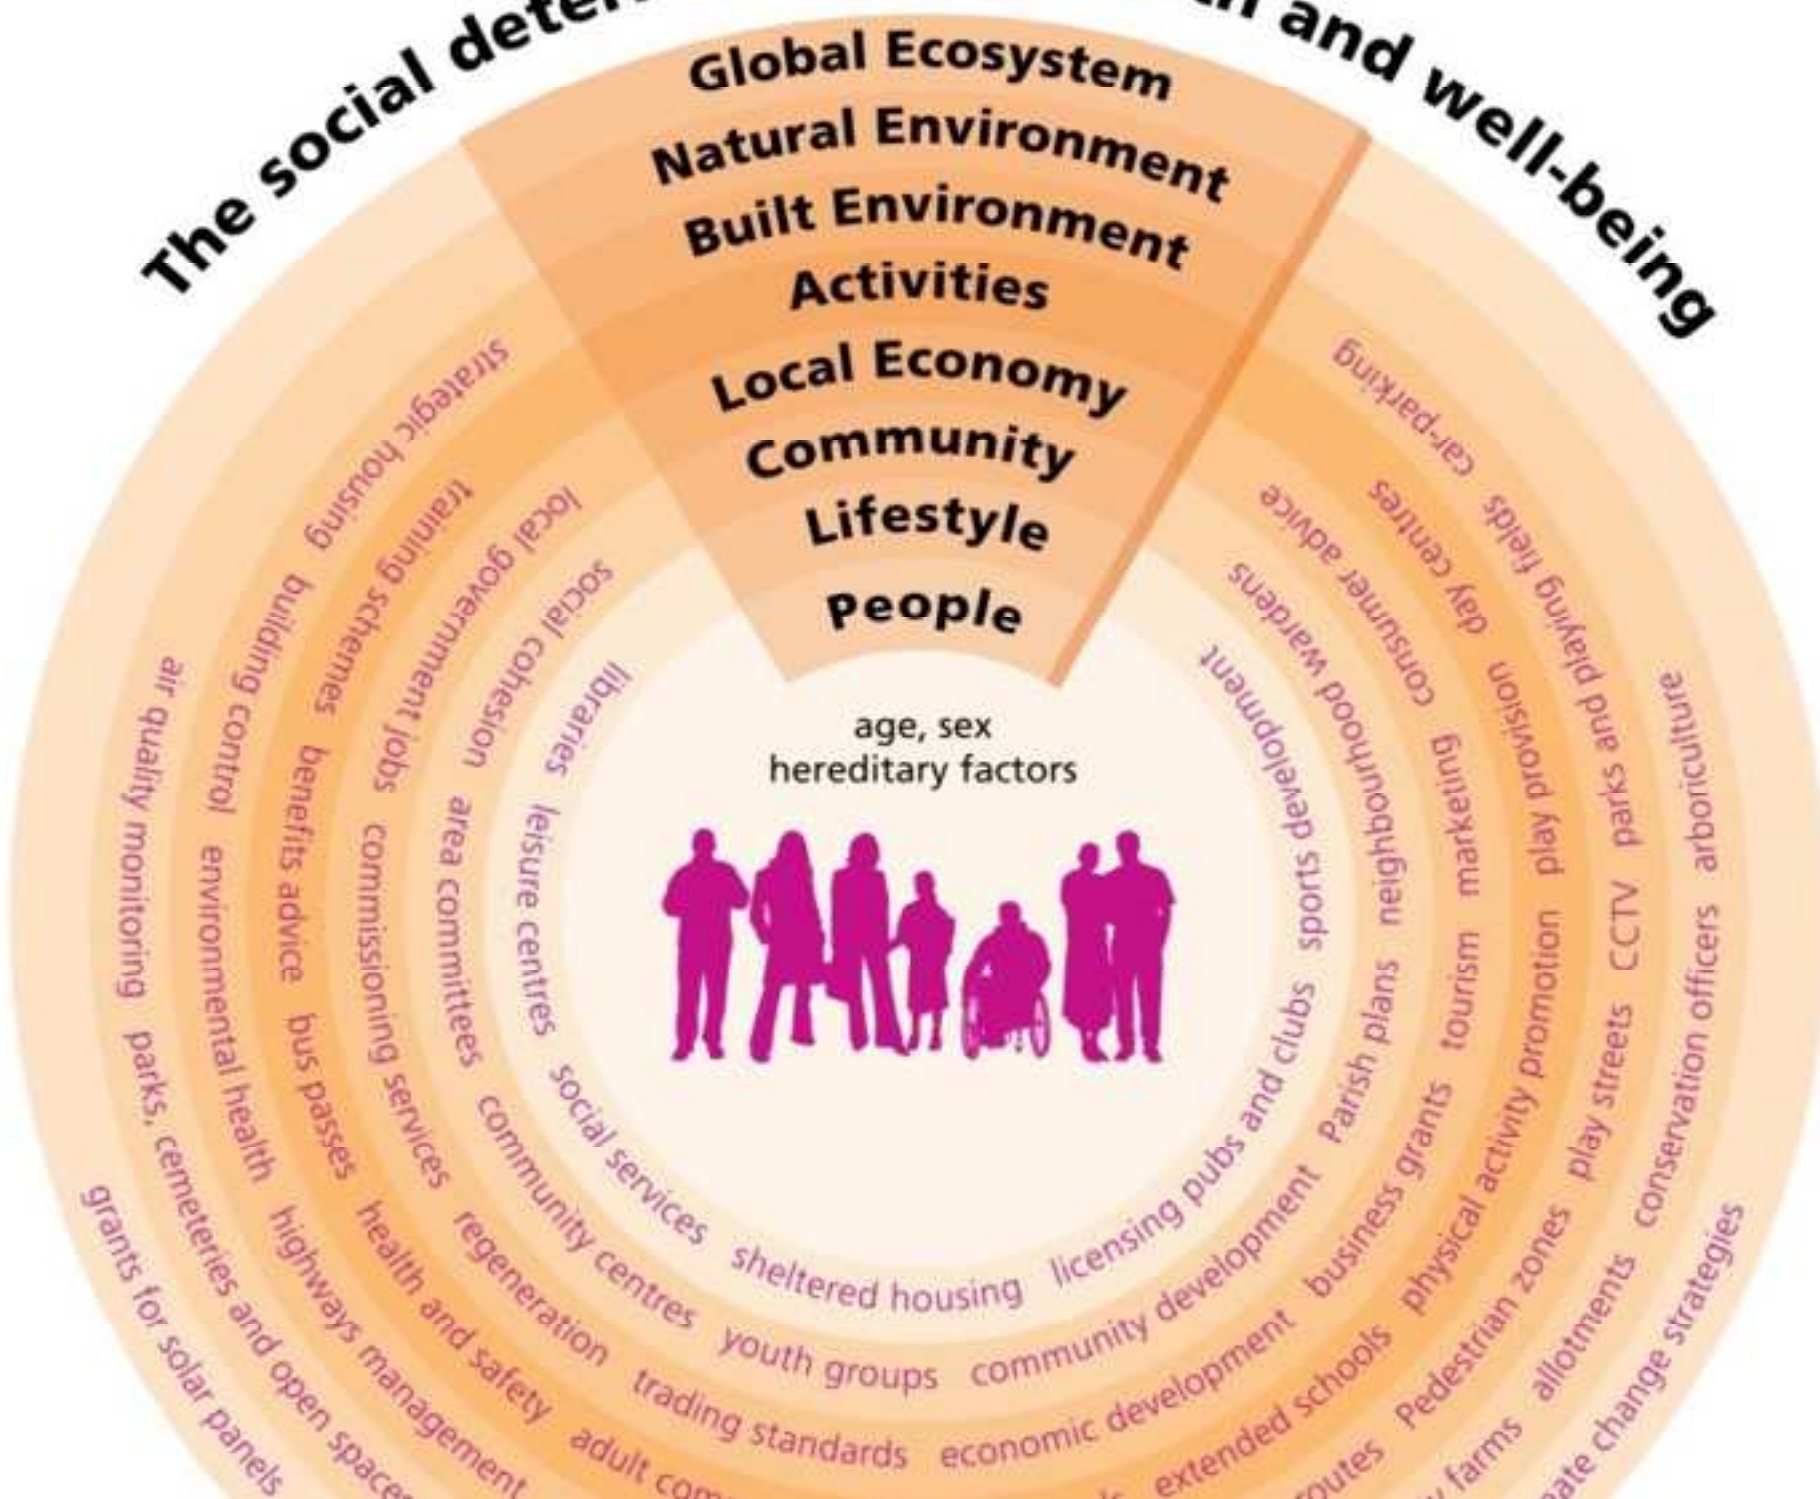 The social
and well-being
Global Ecosystem
Natural Environment
Built Environment
Activities
Local Economy
Community
Lifestyle
People
age, sex
hereditary factors
libraries leisure centres social services sheltered housing licensing pubs and clubs sports development
social cohesion area committees community centres youth groups community development Parish plans neighbourhood wardens
local government jobs commissioning services regeneration trading standards economic development business grants tourism marketing consumer advice
training schemes benefits advice bus passes health and safety adult
extended schools physical activity promotion play provision day centres
strategic housing building control environmental health highways management
routes Pedestrian zones play streets CCTV parks and playing fields car-parking
air quality monitoring parks, cemeteries and open spaces
farms allotments conservation officers arboriculture
grants for solar panels
change strategies